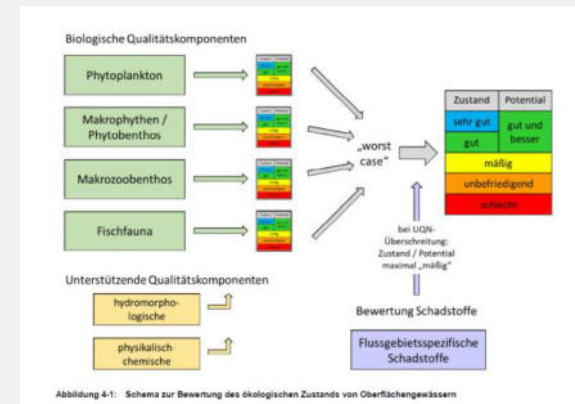 Biologische Qualitätskomponenten
Phytoplankton
Makrophythen /
Phytobenthos
Makrozoobenthos
Fischfauna
„worst
case“
Zustand Potential
sehr gut
gut
gut und
besser
mäßig
unbefriedigend
schlecht
bei UQN-
Überschreitung:
Zustand / Potential
maximal „mäßig“
Unterstützende Qualitätskomponenten
hydromorpho-
logische
physikalisch-
chemische
Bewertung Schadstoffe
Flussgebietsspezifische
Schadstoffe
Abbildung 4-1: Schema zur Bewertung des ökologischen Zustands von Oberflächengewässern